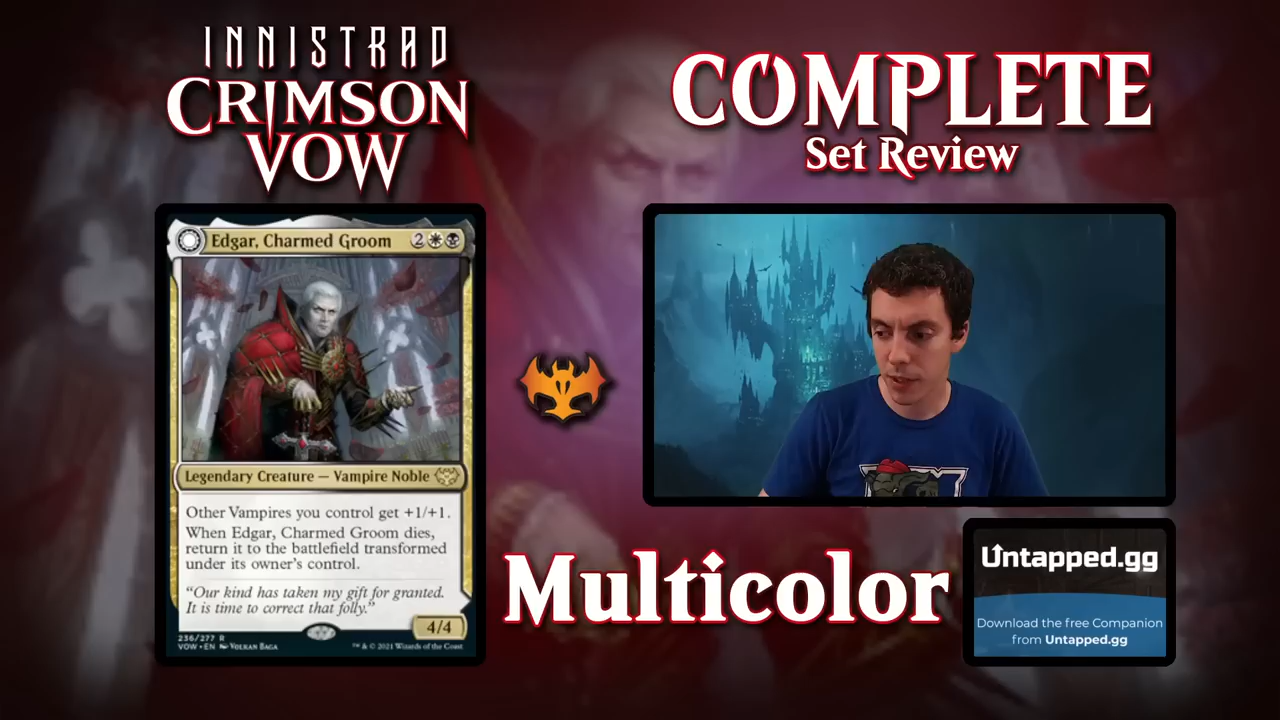 INNISTRAD
CRIMSON
VOW
COMPLETE
Set Review
Edgar, Charmed Groom 2
Legendary Creature — Vampire Noble
Other Vampires you control get +1/+1.
When Edgar, Charmed Groom dies,
return it to the battlefield transformed
under its owner's control.
“Our kind has taken my gift for granted.
It is time to correct that folly.”
4/4
236/277 R
VOW • EN Volkan Baga
™ & © 2021 Wizards of the Coast
Multicolor
Untapped.gg
Download the free Companion
from Untapped.gg